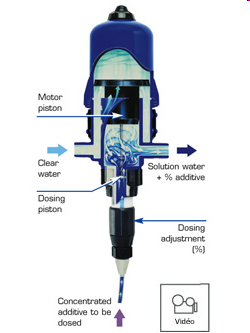 Motor
piston
Clear
water
Solution water
+ % additive
Dosing
piston
Dosing
adjustment
(%)
Concentrated
additive to be
dosed
Vidéo